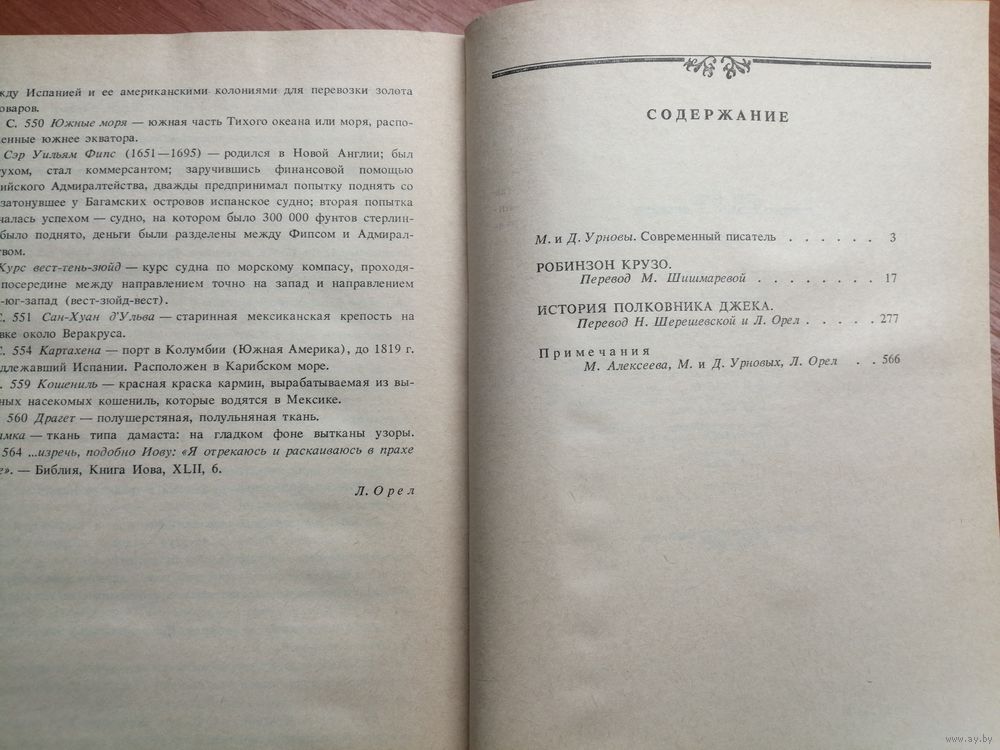 жду Испанией и ее американскими колониями для перевозки золота
оваров.
С. 550 Южные моря — южная часть Тихого океана или моря, распо-
енные южнее экватора.
Сэр Уильям Фипс (1651—1695) — родился в Новой Англии; был
ухом, стал коммерсантом; заручившись финансовой помощью
ийского Адмиралтейства, дважды предпринимал попытку поднять со
затонувшее у Багамских островов испанское судно; вторая попытка
чалась успехом — судно, на котором было 300 000 фунтов стерлин-
было поднято, деньги были разделены между Фипсом и Адмирал-
твом.
Курс вест-тень-зюйд — курс судна по морскому компасу, проходя-
посередине между направлением точно на запад и направлением
-юг-запад (вест-зюйд-вест).
С. 551 Сан-Хуан д'Ульва — старинная мексиканская крепость на
вке около Веракруса.
С. 554 Картахена — порт в Колумбии (Южная Америка), до 1819 г.
длежавший Испании. Расположен в Карибском море.
. 559 Кошениль — красная краска кармин, вырабатываемая из вы-
ных насекомых кошениль, которые водятся в Мексике.
560 Драгет — полушерстяная, полульняная ткань.
амка — ткань типа дамаста: на гладком фоне вытканы узоры.
564 ...изречь, подобно Иову: «Я отрекаюсь и раскаиваюсь в прахе
е». — Библия, Книга Иова, XLII, 6.
Л. Орел
СОДЕРЖАНИЕ
М. и Д. Урновы. Современный писатель . . . . . . 3
РОБИНЗОН КРУЗО.
Перевод М. Шишмаревой . . . . . . . . 17
ИСТОРИЯ ПОЛКОВНИКА ДЖЕКА.
Перевод Н. Шерешевской и Л. Орел . . . . . 277
Примечания
М. Алексеева, М. и Д. Урновых, Л. Орел . . 566
www.ay.by